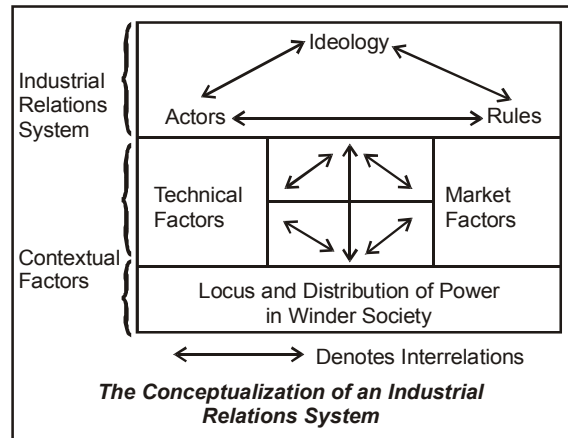 Ideology
Industrial
Relations
System
Actors
Rules
Technical
Factors
Market
Factors
Contextual
Factors
Locus and Distribution of Power
in Winder Society
Denotes Interrelations
The Conceptualization of an Industrial
Relations System